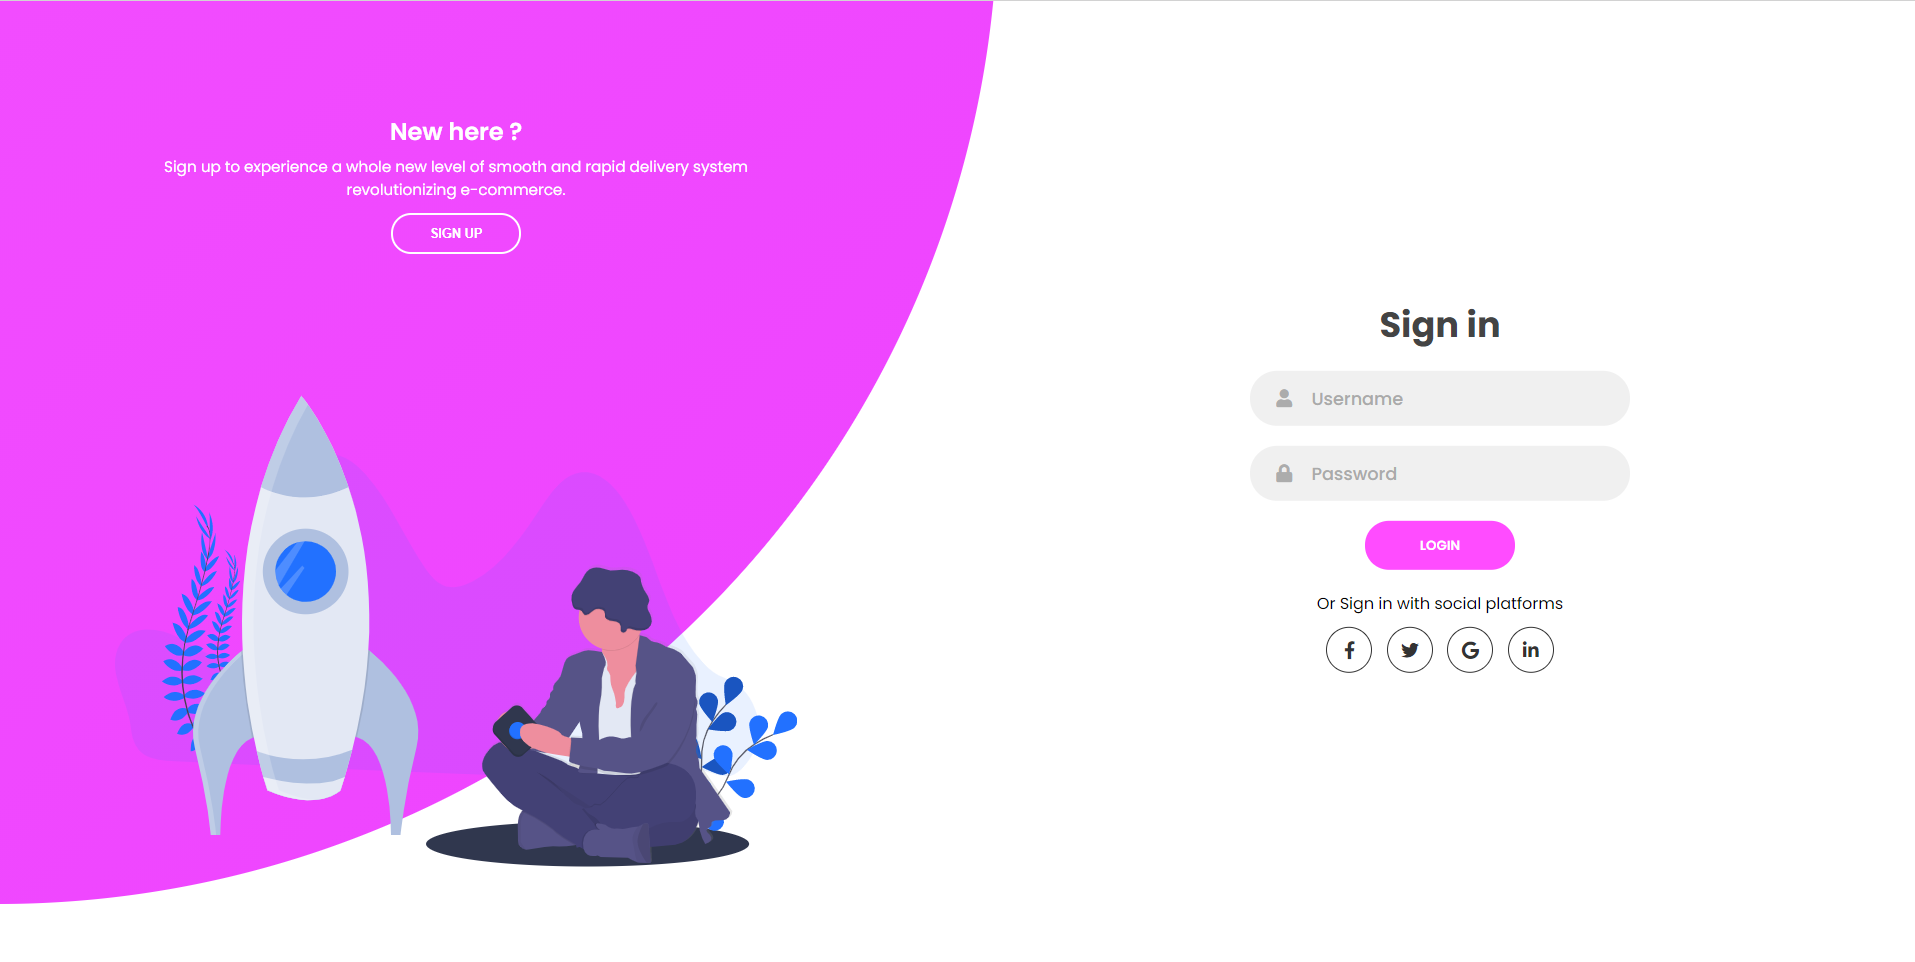 New here ?
Sign up to experience a whole new level of smooth and rapid delivery system
revolutionizing e-commerce.
SIGN UP
Sign in
Username
Password
LOGIN
Or Sign in with social platforms